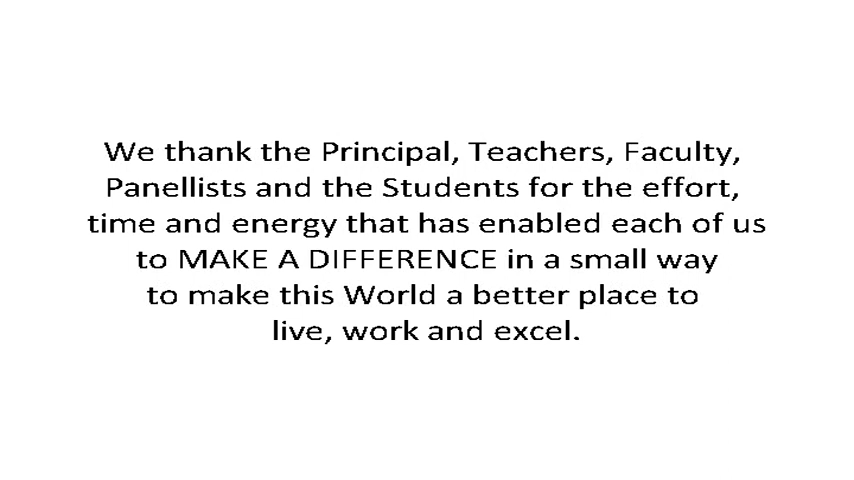 We thank the Principal, Teachers, Faculty,
Panellists and the Students for the effort,
time and energy that has enabled each of us
to MAKE A DIFFERENCE in a small way
to make this World a better place to
live, work and excel.